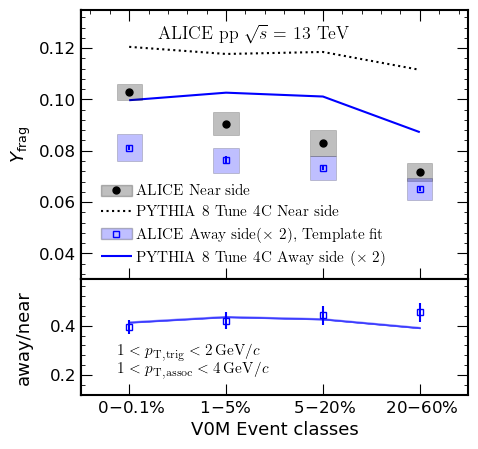 ALICE pp √s = 13 TeV
0.12
0.10
0.08
0.06
0.04
Y_frag
ALICE Near side
PYTHIA 8 Tune 4C Near side
ALICE Away side(× 2), Template fit
PYTHIA 8 Tune 4C Away side (× 2)
0.4
0.2
away/near
1 < p_T,trig < 2 GeV/c
1 < p_T,assoc < 4 GeV/c
0−0.1% 1−5% 5−20% 20−60%
V0M Event classes